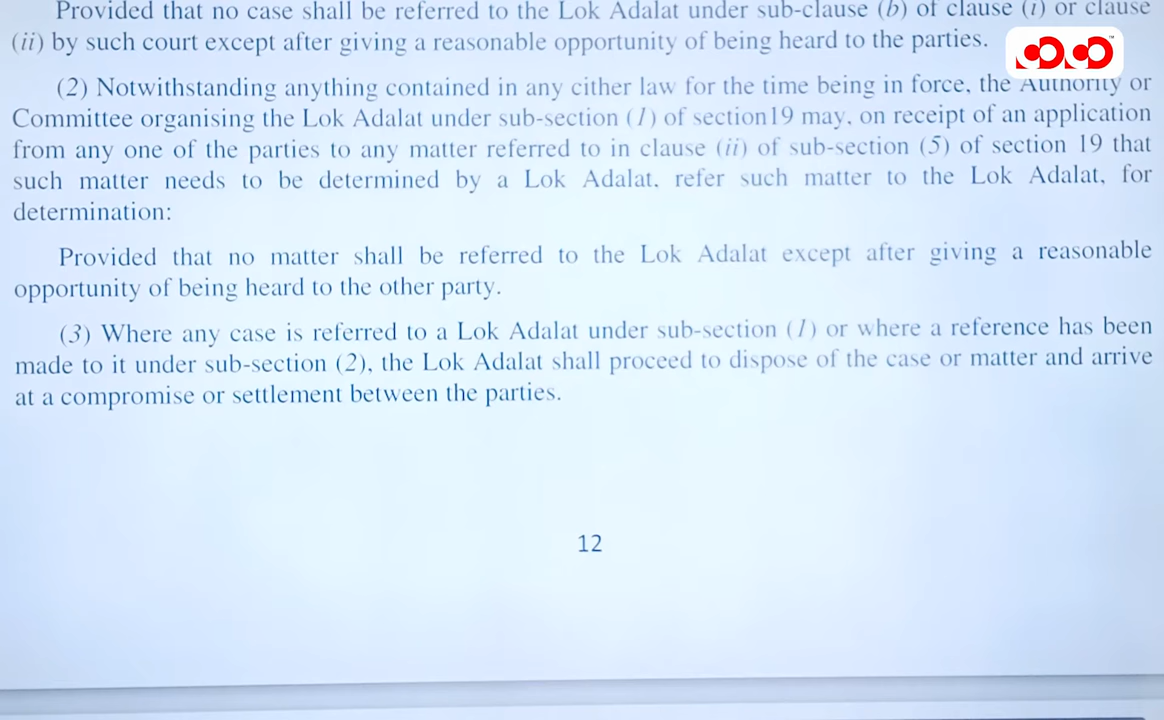 Provided that no case shall be referred to the Lok Adalat under sub-clause (b) of clause (i) or clause
(ii) by such court except after giving a reasonable opportunity of being heard to the parties.
(2) Notwithstanding anything contained in any cither law for the time being in force, the Authority or
Committee organising the Lok Adalat under sub-section (1) of section19 may, on receipt of an application
from any one of the parties to any matter referred to in clause (ii) of sub-section (5) of section 19 that
such matter needs to be determined by a Lok Adalat, refer such matter to the Lok Adalat, for
determination:
Provided that no matter shall be referred to the Lok Adalat except after giving a reasonable
opportunity of being heard to the other party.
(3) Where any case is referred to a Lok Adalat under sub-section (1) or where a reference has been
made to it under sub-section (2), the Lok Adalat shall proceed to dispose of the case or matter and arrive
at a compromise or settlement between the parties.
12